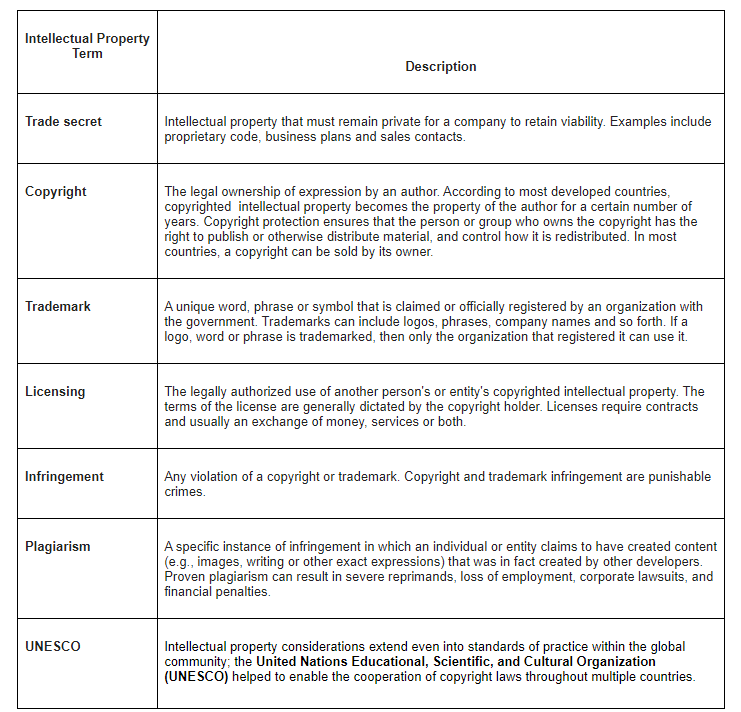 Intellectual Property
Term
Description
Trade secret
Intellectual property that must remain private for a company to retain viability. Examples include
proprietary code, business plans and sales contacts.
Copyright
The legal ownership of expression by an author. According to most developed countries,
copyrighted  intellectual property becomes the property of the author for a certain number of
years. Copyright protection ensures that the person or group who owns the copyright has the
right to publish or otherwise distribute material, and control how it is redistributed. In most
countries, a copyright can be sold by its owner.
Trademark
A unique word, phrase or symbol that is claimed or officially registered by an organization with
the government. Trademarks can include logos, phrases, company names and so forth. If a
logo, word or phrase is trademarked, then only the organization that registered it can use it.
Licensing
The legally authorized use of another person's or entity's copyrighted intellectual property. The
terms of the license are generally dictated by the copyright holder. Licenses require contracts
and usually an exchange of money, services or both.
Infringement
Any violation of a copyright or trademark. Copyright and trademark infringement are punishable
crimes.
Plagiarism
A specific instance of infringement in which an individual or entity claims to have created content
(e.g., images, writing or other exact expressions) that was in fact created by other developers.
Proven plagiarism can result in severe reprimands, loss of employment, corporate lawsuits, and
financial penalties.
UNESCO
Intellectual property considerations extend even into standards of practice within the global
community; the United Nations Educational, Scientific, and Cultural Organization
(UNESCO) helped to enable the cooperation of copyright laws throughout multiple countries.